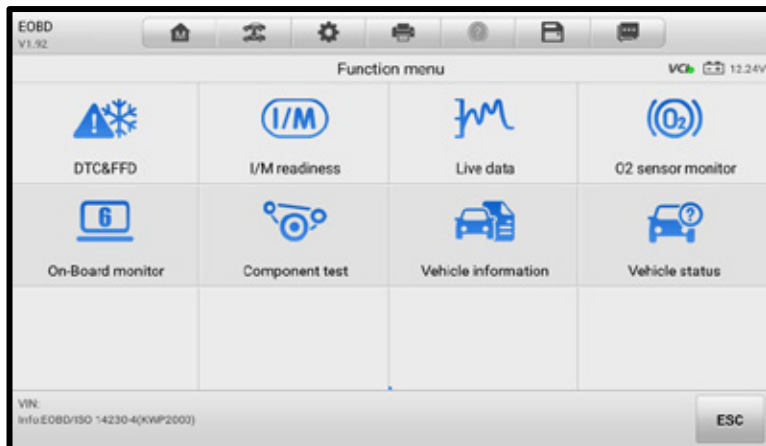 EOBD
V1.92
Function menu
VCI
12.24V
DTC&FFD
I/M
I/M readiness
Live data
O2
O2 sensor monitor
6
On-Board monitor
Component test
?
Vehicle information
Vehicle status
VIN:
Info:EOBD/ISO 14230-4(KWP2000)
ESC